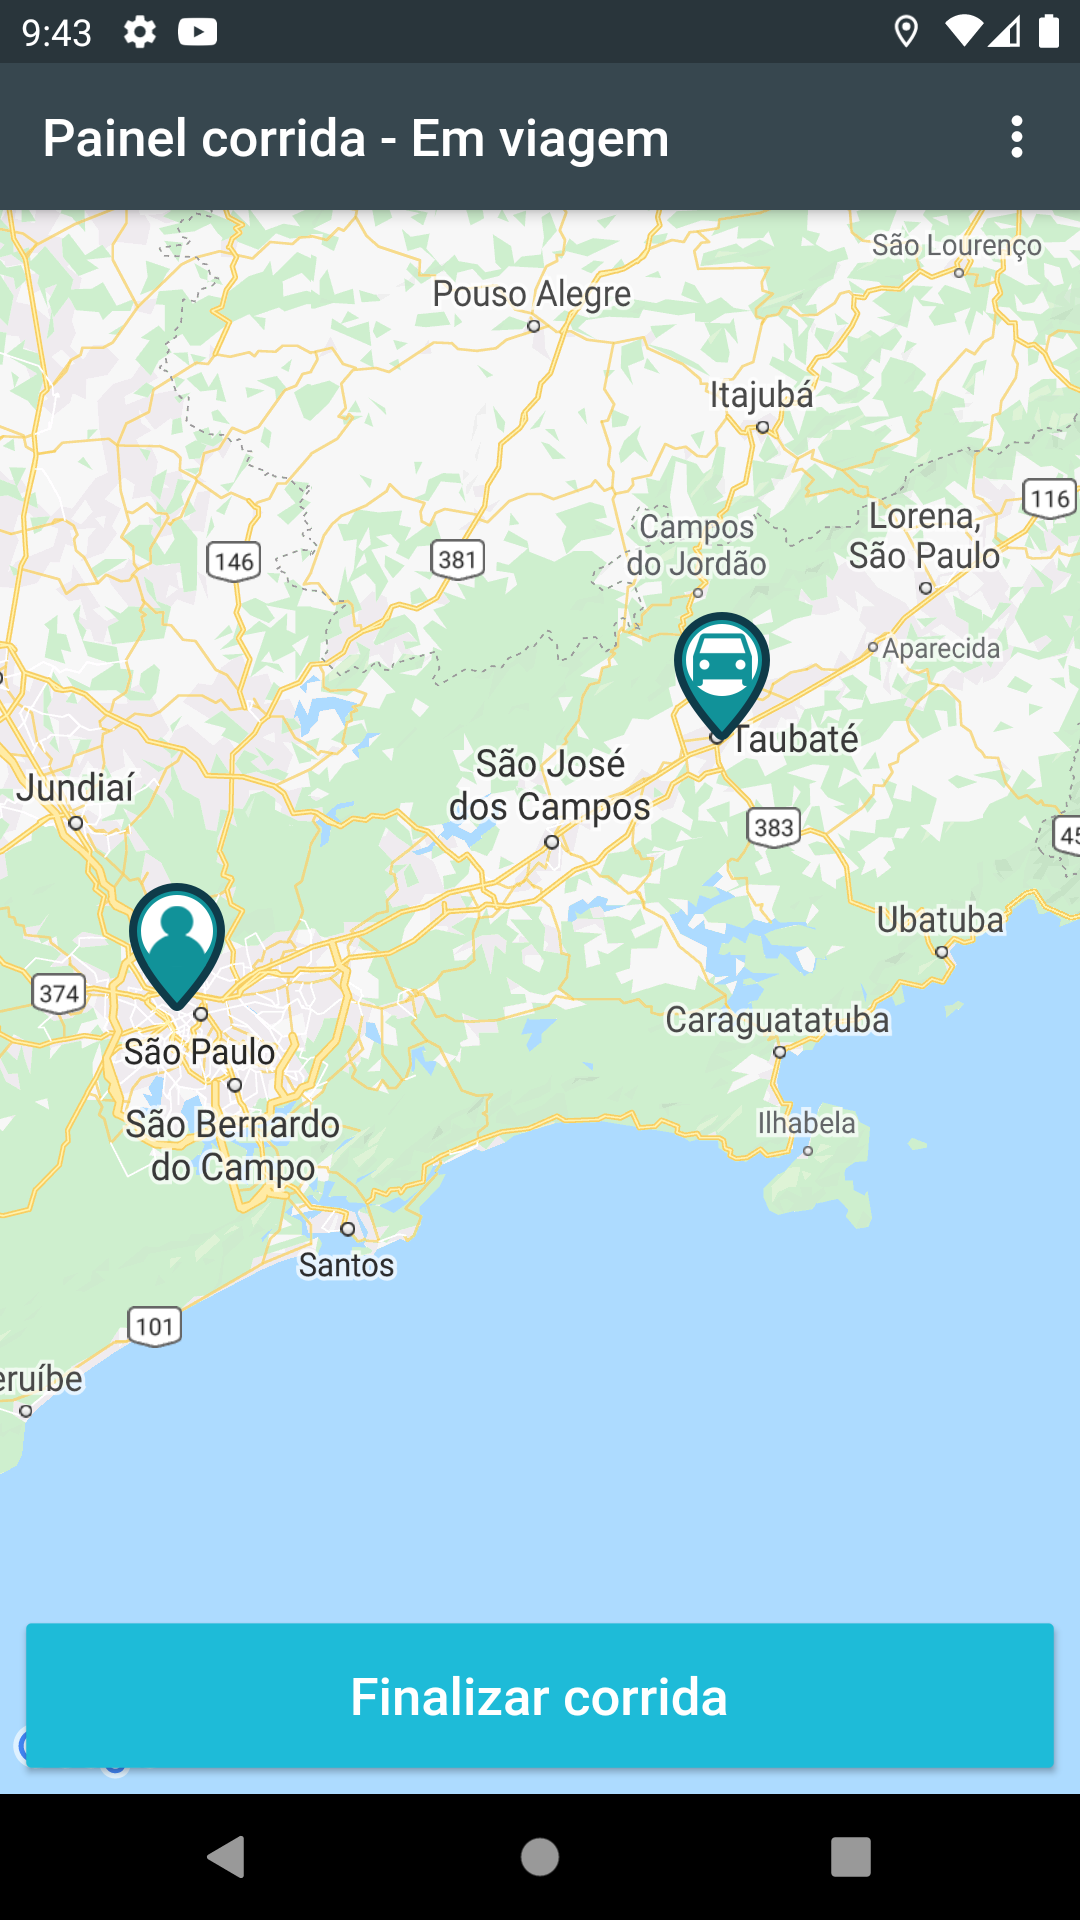 9:43
Painel corrida - Em viagem
São Lourenço
Pouso Alegre
Itajubá
116
Lorena,
São Paulo
Campos
do Jordão
146
381
Aparecida
Taubaté
São José
dos Campos
Jundiaí
383
Ubatuba
374
Caraguatatuba
São Paulo
São Bernardo
do Campo
Ilhabela
Santos
101
eruíbe
Finalizar corrida